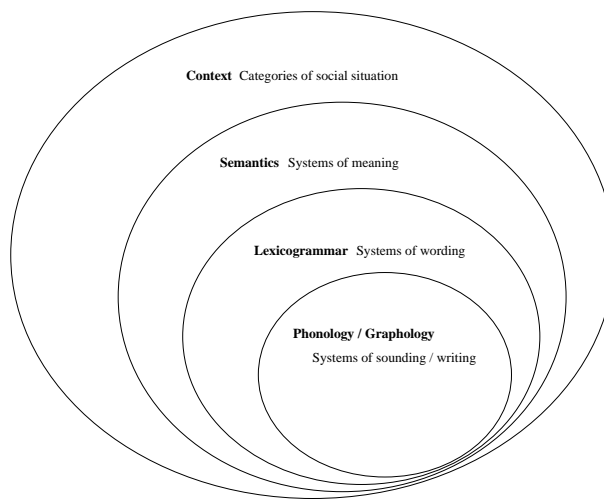 Context Categories of social situation
Semantics Systems of meaning
Lexicogrammar Systems of wording
Phonology / Graphology
Systems of sounding / writing